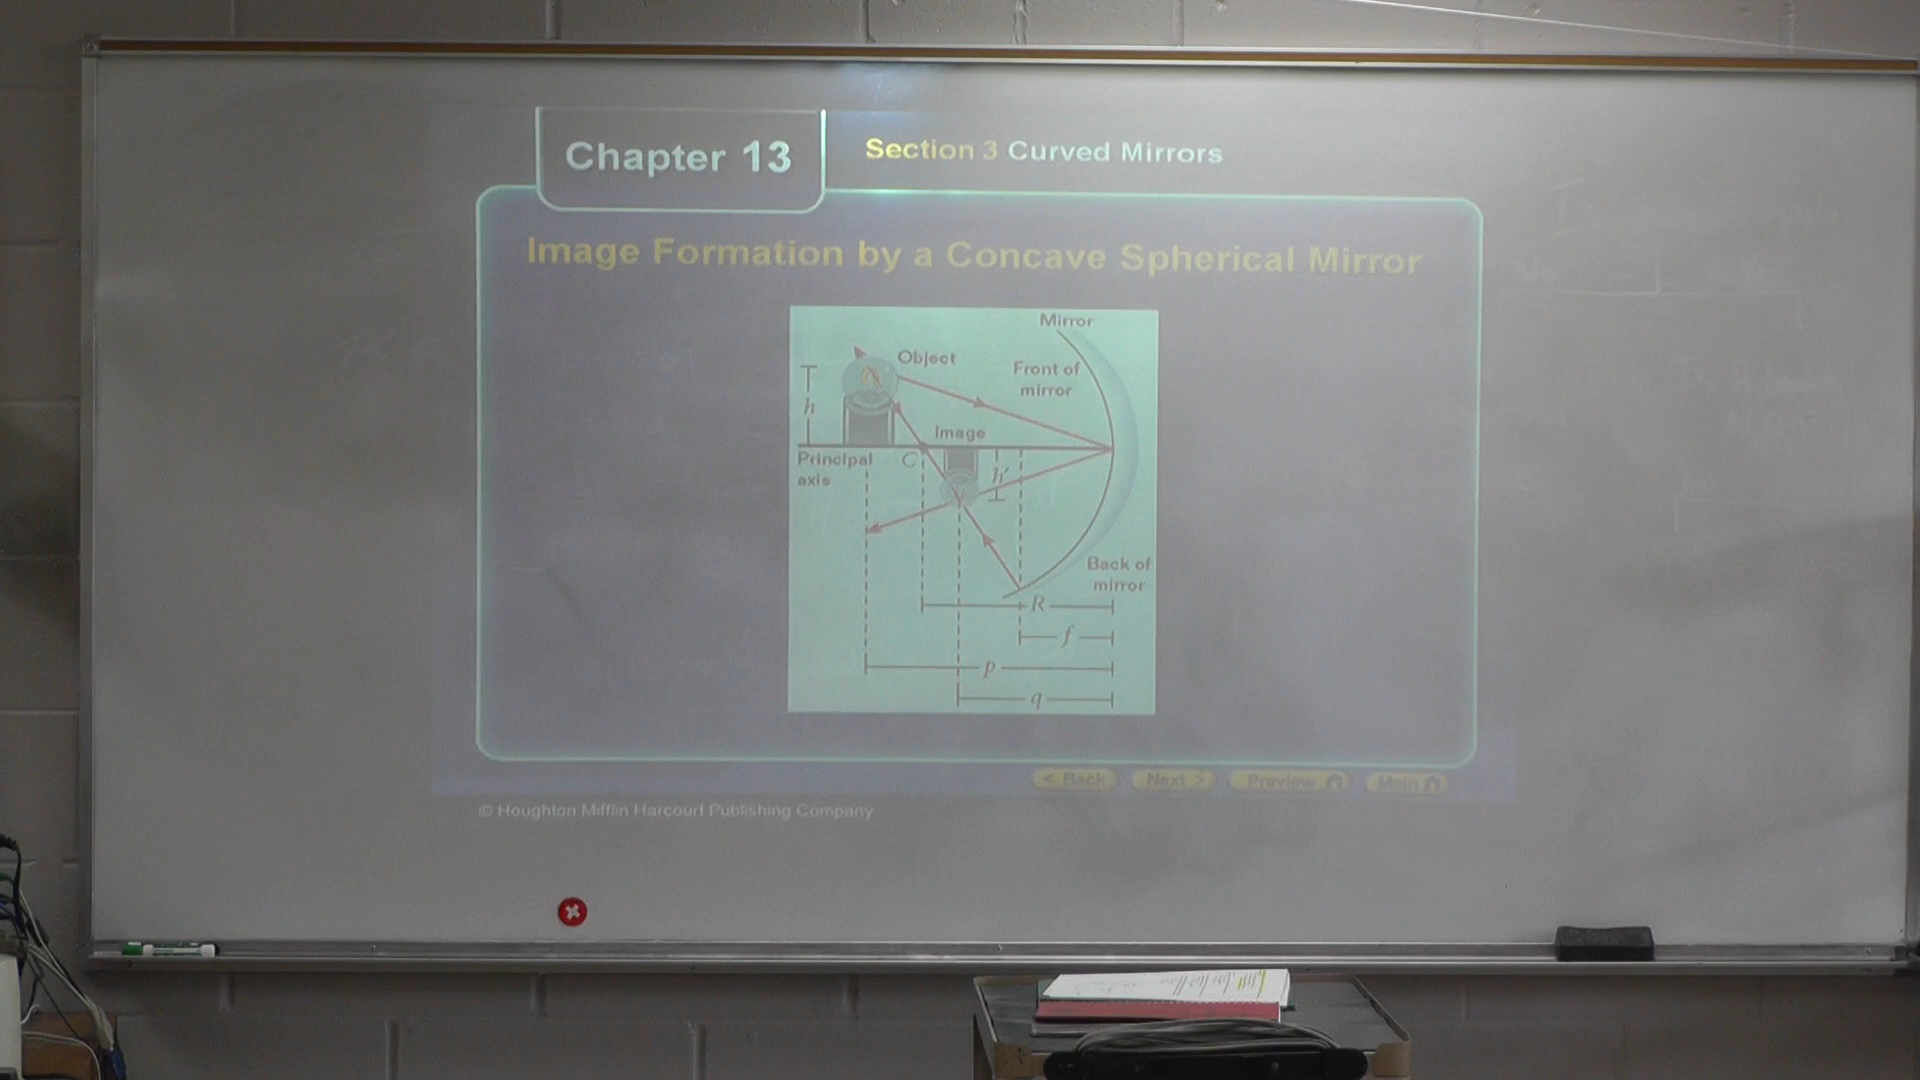 Chapter 13
Section 3 Curved Mirrors
Image Formation by a Concave Spherical Mirror
Mirror
Object
Front of
mirror
h
Image
Principal
axis
C
h'
Back of
mirror
R
f
p
q
< Back
Next >
Preview
Main
© Houghton Mifflin Harcourt Publishing Company